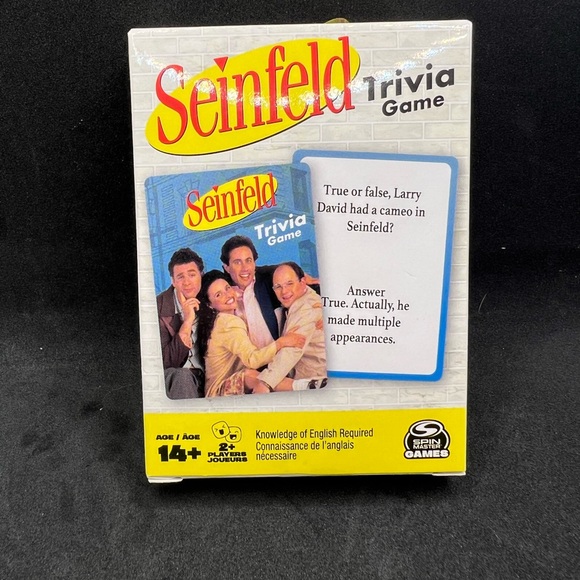 Seinfeld
Trivia
Game
Seinfeld
Trivia
Game
True or false, Larry
David had a cameo in
Seinfeld?
Answer
True. Actually, he
made multiple
appearances.
AGE / ÂGE
14+
2+
PLAYERS
JOUEURS
Knowledge of English Required
Connaissance de l'anglais
nécessaire
SPIN
MASTER
GAMES